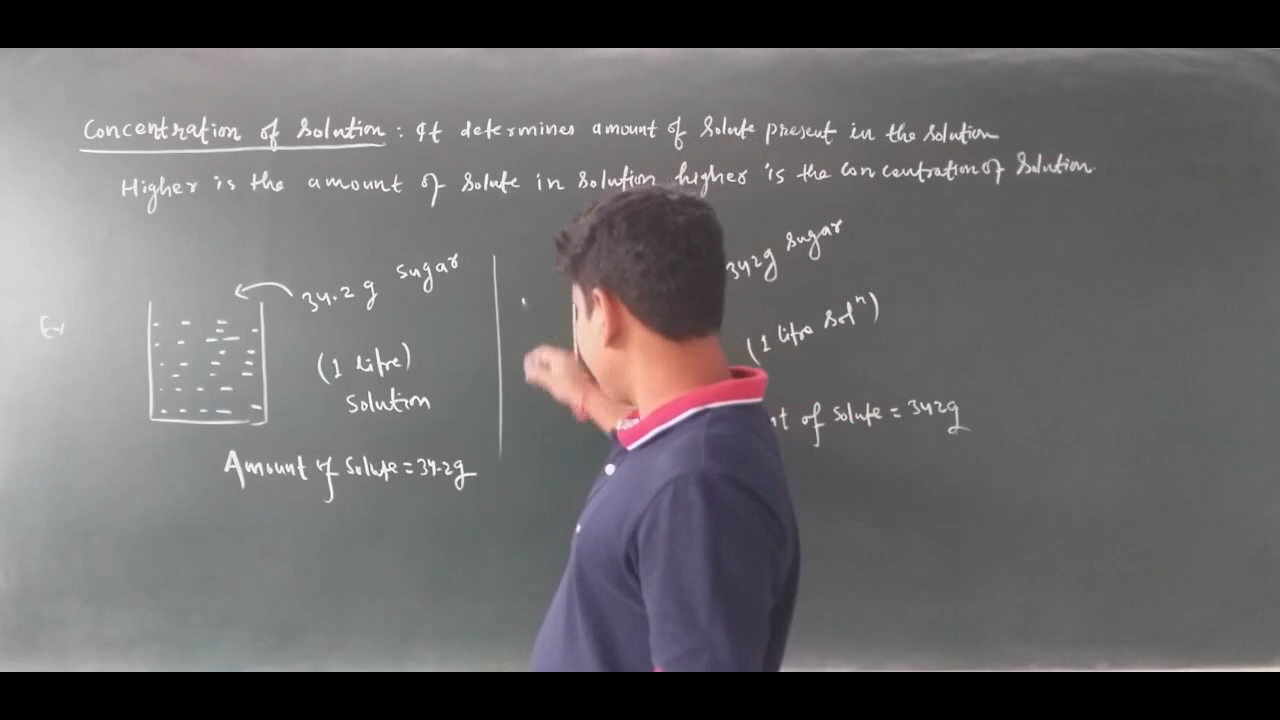 Concentration of Solution : It determines amount of Solute present in the Solution
Higher is the amount of Solute in Solution higher is the concentration of Solution.
Ex
34.2 g sugar
(1 litre)
Solution
Amount of Solute = 34.2g
342g sugar
(1 litre Solⁿ)
of Solute = 342g